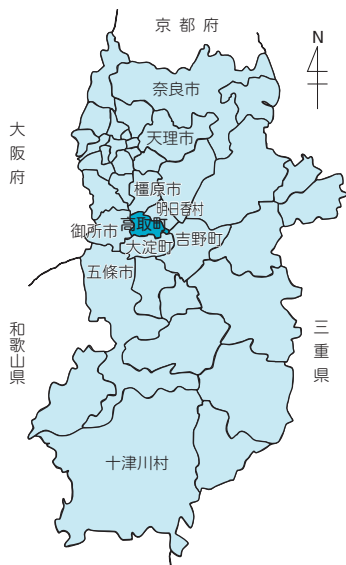 京都府
N
奈良市
大阪府
天理市
橿原市
明日香村
高取町
御所市
吉野町
大淀町
五條市
和歌山県
三重県
十津川村